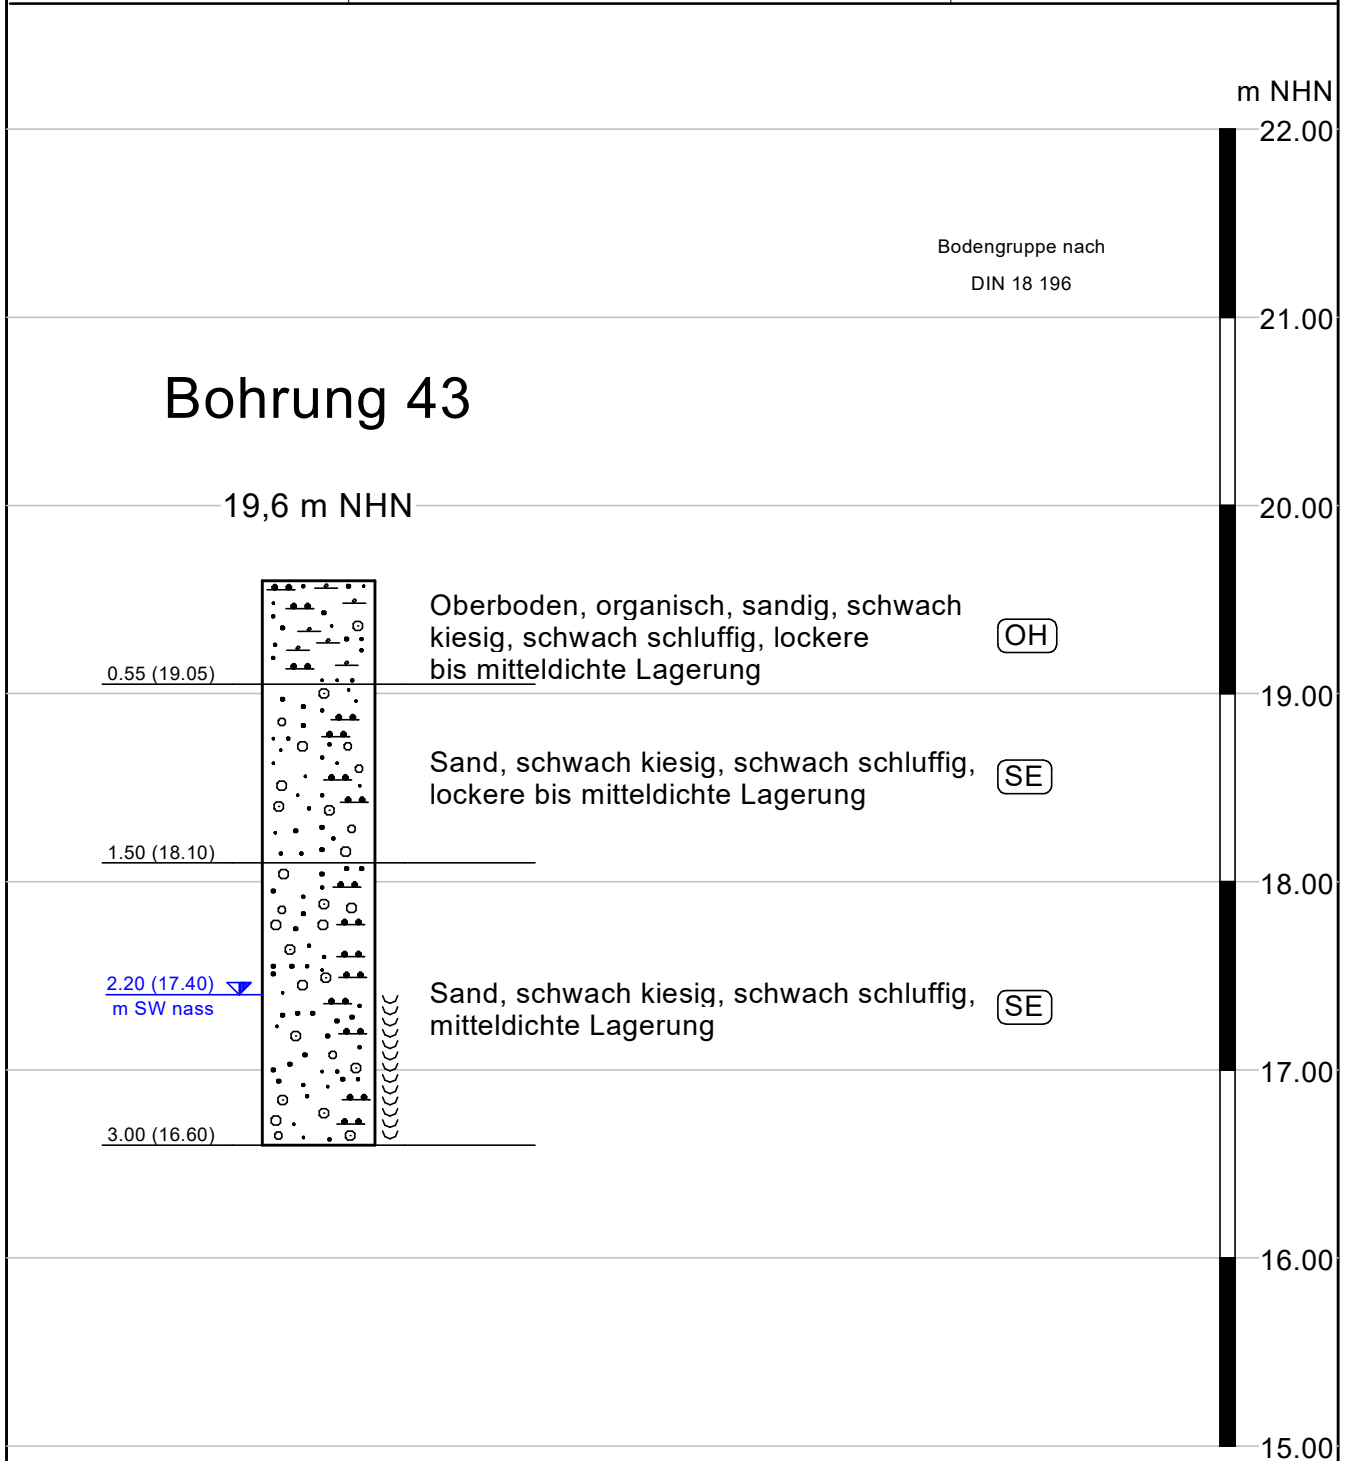 m NHN
22.00
Bodengruppe nach
DIN 18 196
21.00
Bohrung 43
19,6 m NHN
20.00
Oberboden, organisch, sandig, schwach
kiesig, schwach schluffig, lockere
bis mitteldichte Lagerung
OH
0.55 (19.05)
19.00
Sand, schwach kiesig, schwach schluffig,
lockere bis mitteldichte Lagerung
SE
1.50 (18.10)
18.00
2.20 (17.40)
m SW nass
Sand, schwach kiesig, schwach schluffig,
mitteldichte Lagerung
SE
17.00
3.00 (16.60)
16.00
15.00